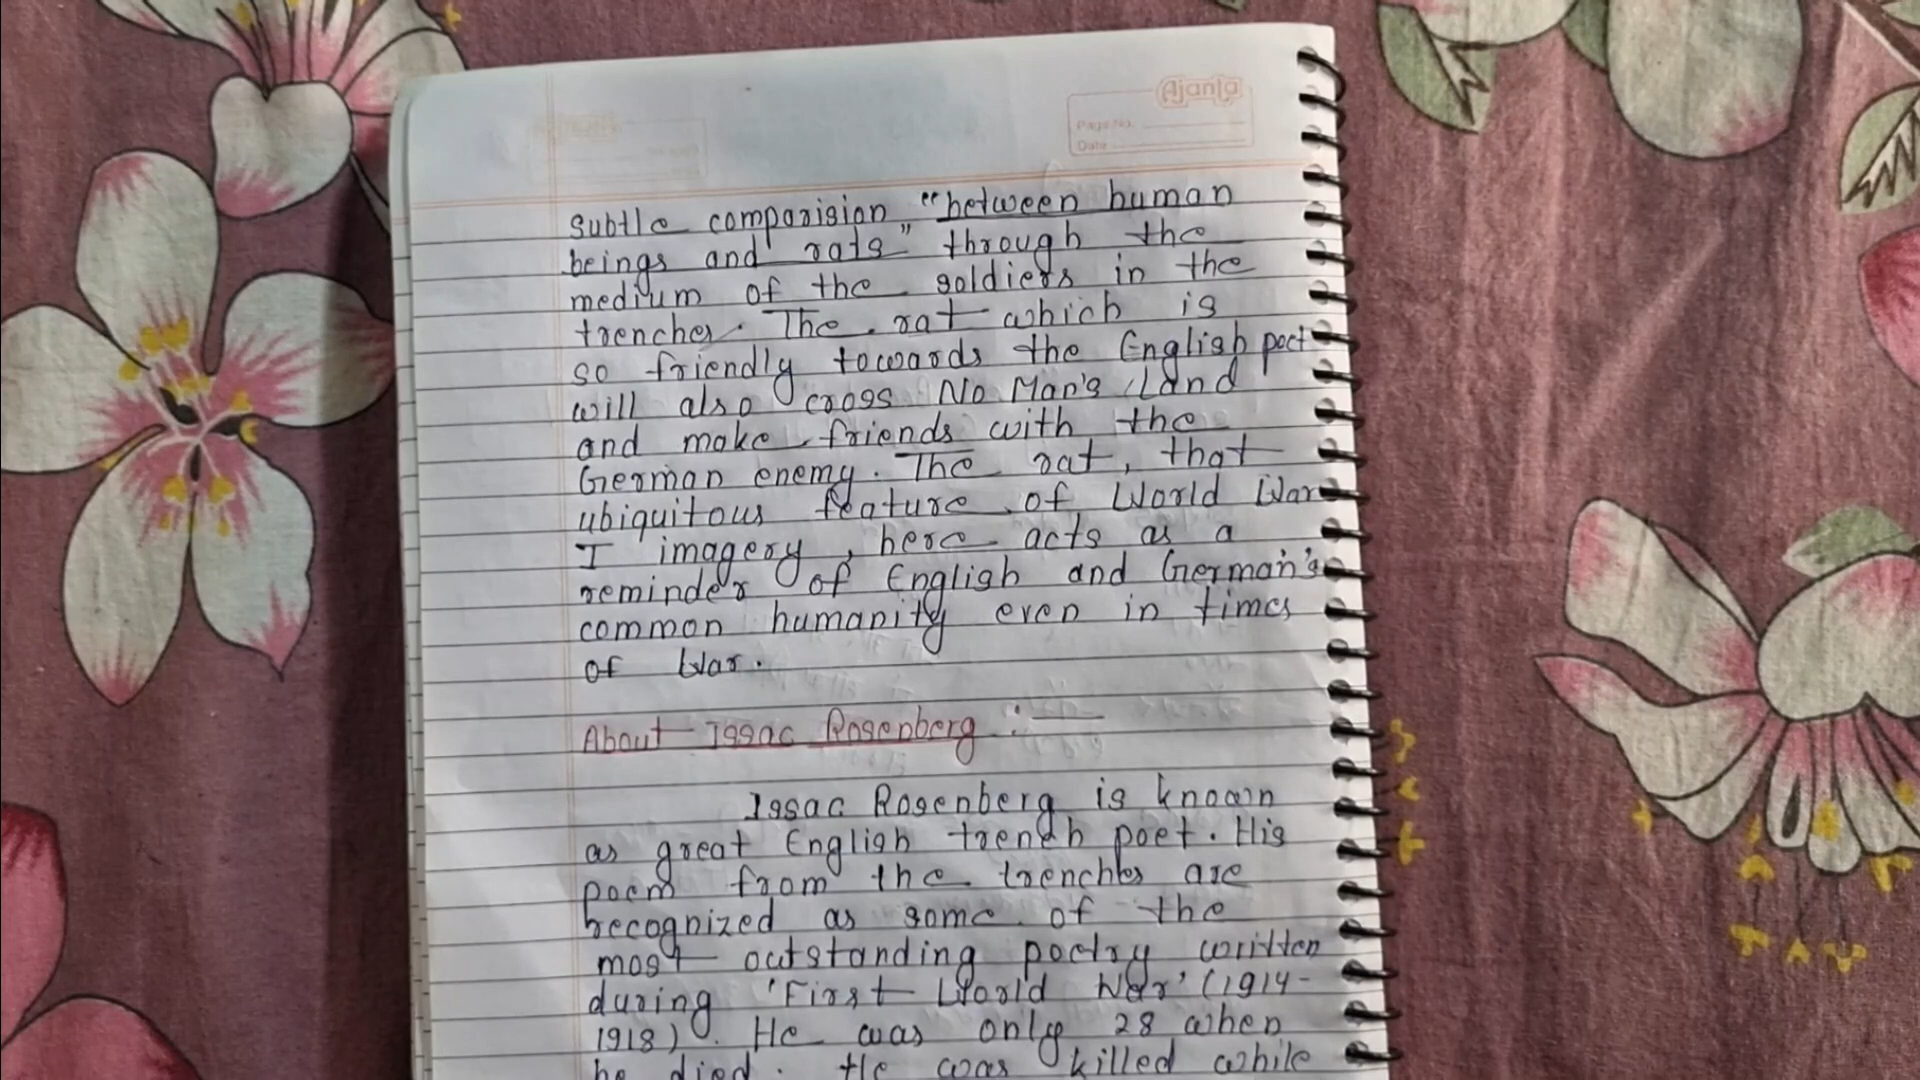 Ajanta
Page No.
Date
subtle comparision "between human
beings and rats" through the
medium of the soldiers in the
trenches. The rat which is
so friendly towards the English poet
will also cross No Man's Land
and make friends with the
German enemy. The rat, that
ubiquitous feature of World War
I imagery, here acts as a
reminder of English and German's
common humanity even in times
of War.
About Issac Rosenberg :—
Issac Rosenberg is known
as great English trench poet. His
poem from the trenches are
recognized as some of the
most outstanding poetry written
during 'First World War' (1914-
1918). He was only 28 when
he died. He was killed while